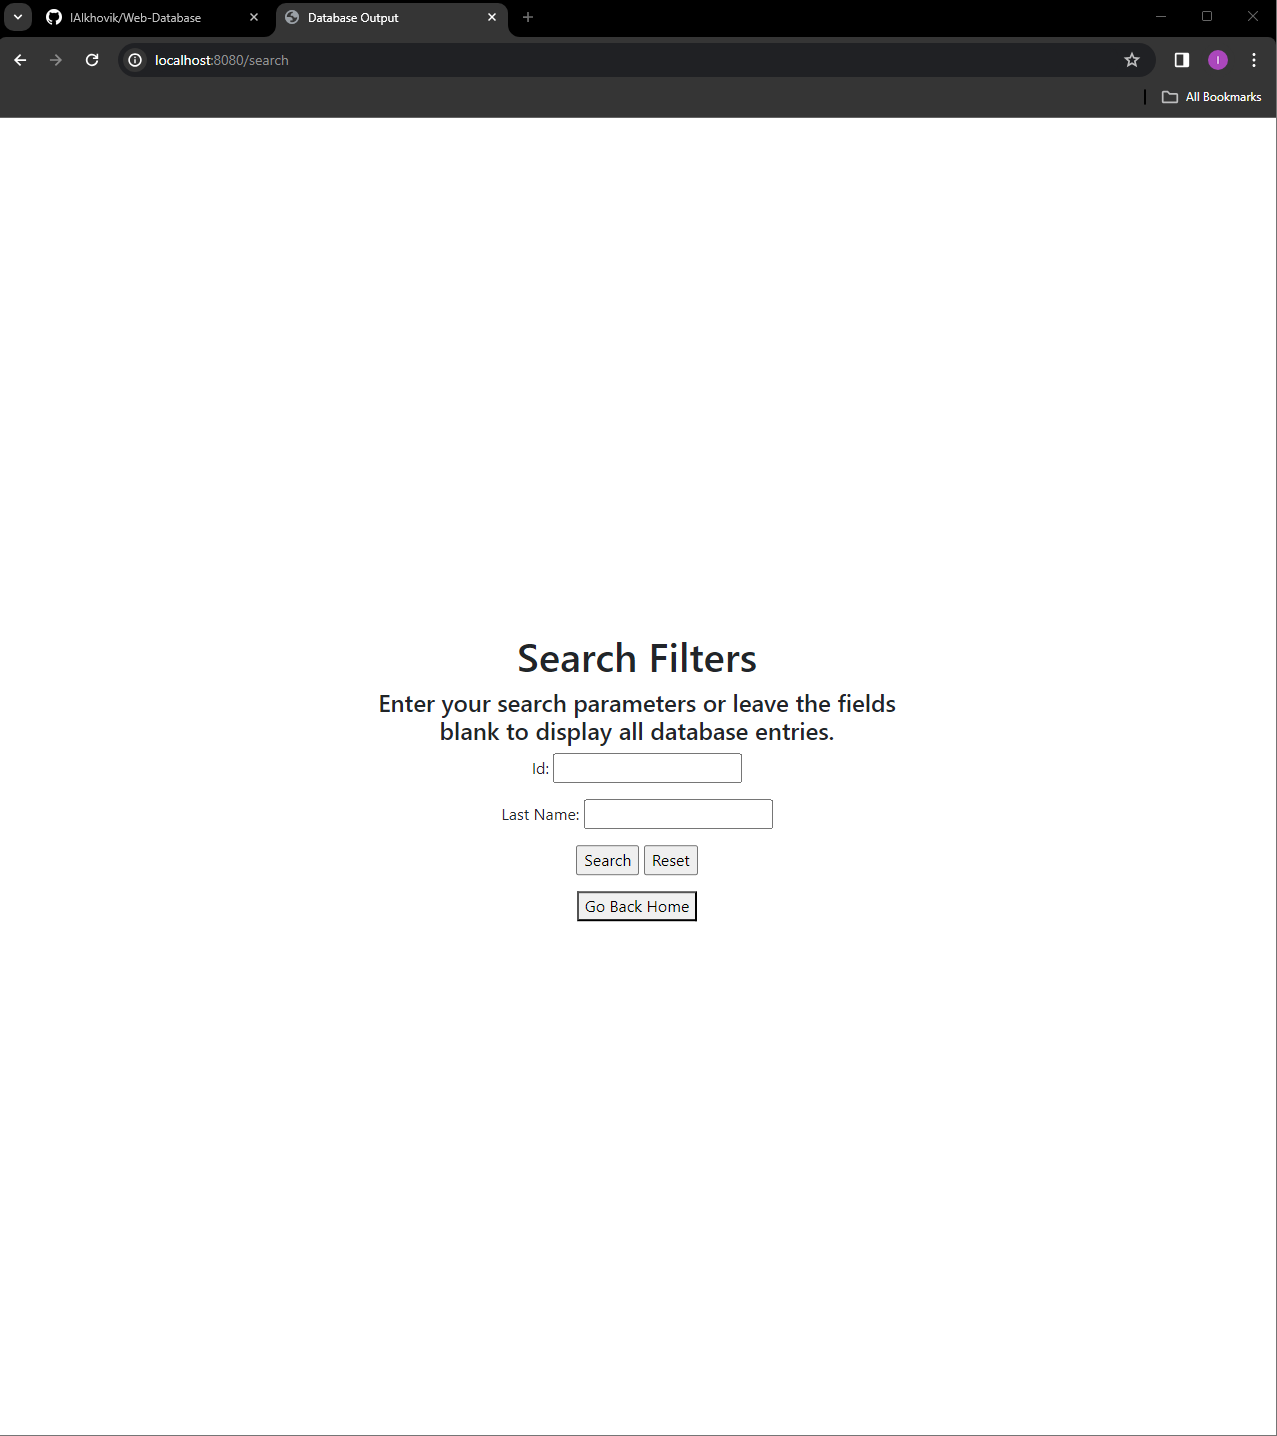 IAlkhovik/Web-Database
Database Output
localhost:8080/search
I
All Bookmarks
Search Filters
Enter your search parameters or leave the fields
blank to display all database entries.
Id:
Last Name:
Search Reset
Go Back Home